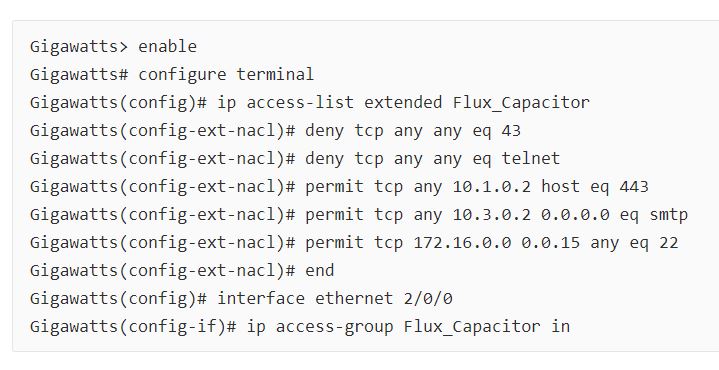 Gigawatts> enable
Gigawatts# configure terminal
Gigawatts(config)# ip access-list extended Flux_Capacitor
Gigawatts(config-ext-nacl)# deny tcp any any eq 43
Gigawatts(config-ext-nacl)# deny tcp any any eq telnet
Gigawatts(config-ext-nacl)# permit tcp any 10.1.0.2 host eq 443
Gigawatts(config-ext-nacl)# permit tcp any 10.3.0.2 0.0.0.0 eq smtp
Gigawatts(config-ext-nacl)# permit tcp 172.16.0.0 0.0.15 any eq 22
Gigawatts(config-ext-nacl)# end
Gigawatts(config)# interface ethernet 2/0/0
Gigawatts(config-if)# ip access-group Flux_Capacitor in